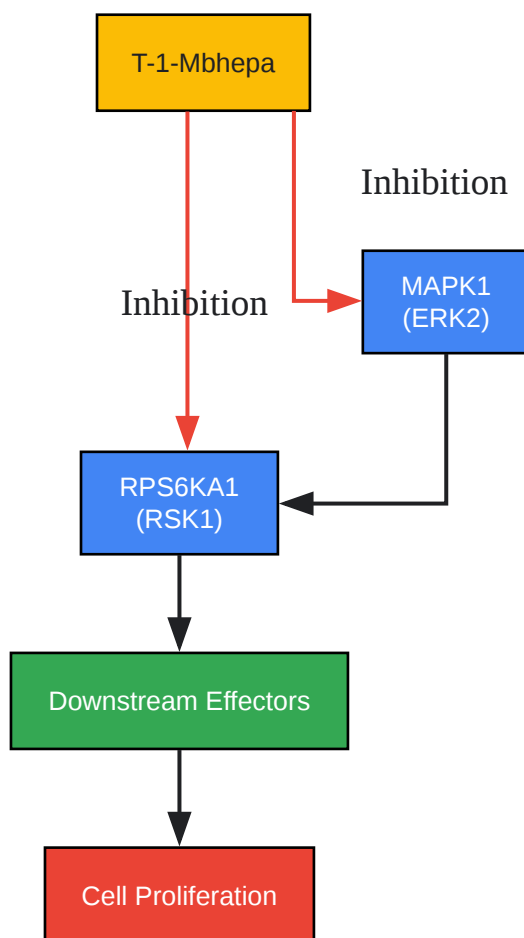 T-1-Mbhepa
Inhibition
MAPK1
(ERK2)
Inhibition
RPS6KA1
(RSK1)
Downstream Effectors
Cell Proliferation